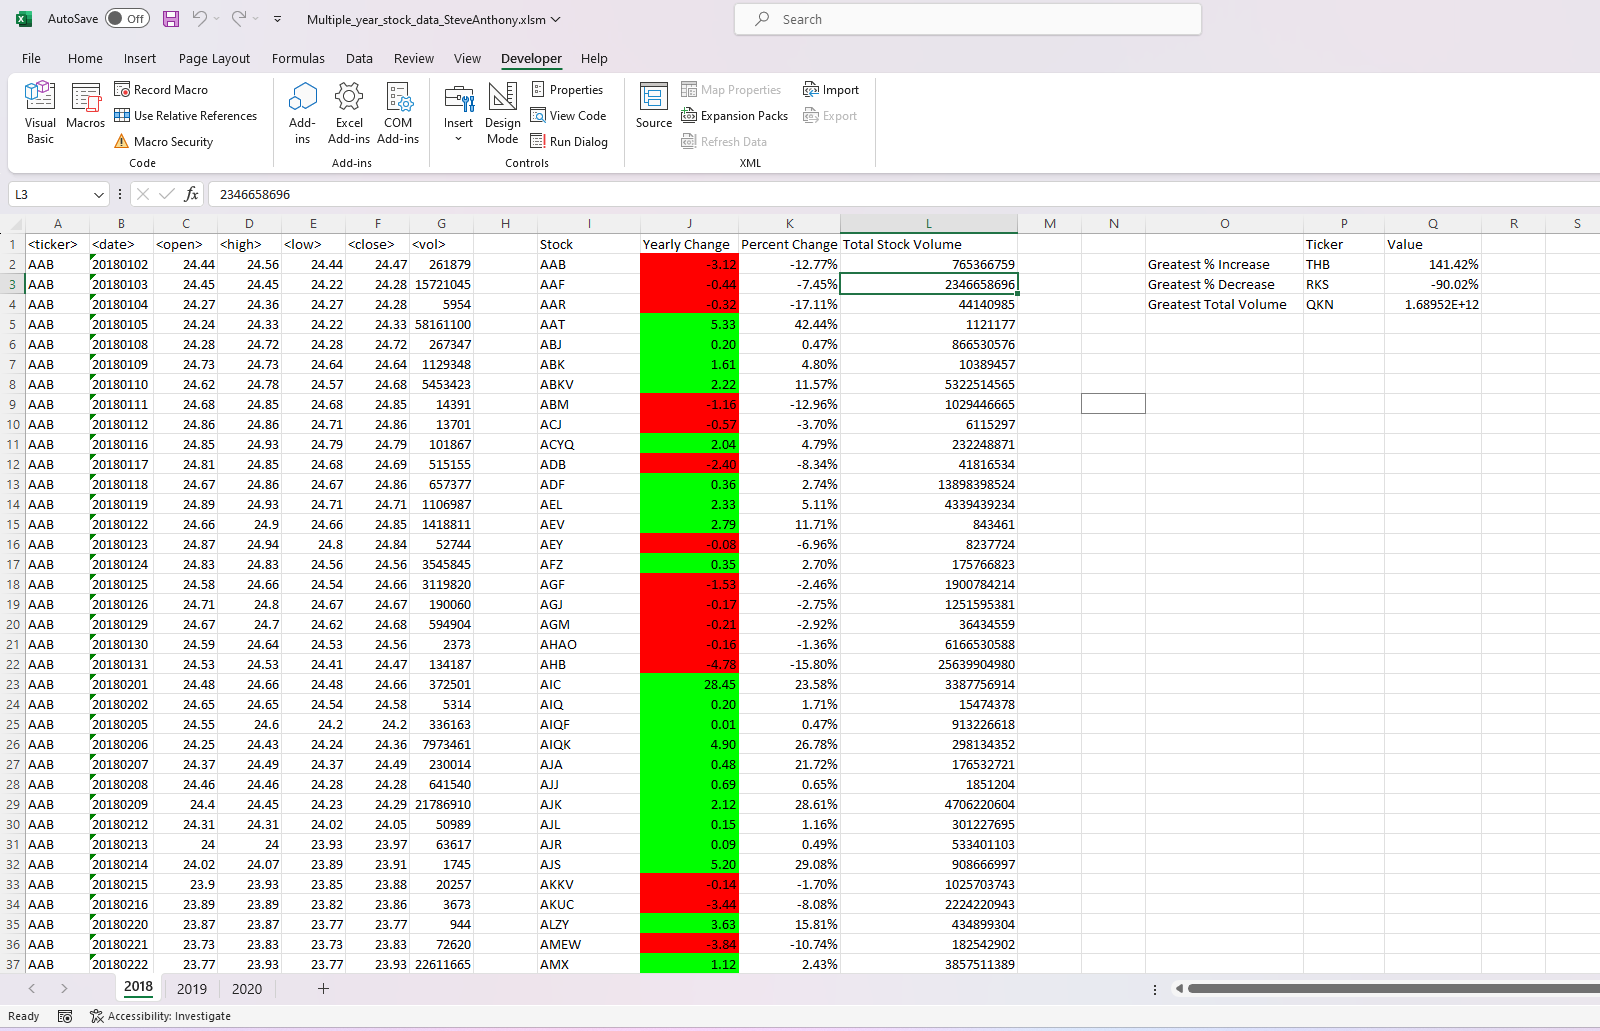 AutoSave Off Multiple_year_stock_data_SteveAnthony.xlsm Search
File Home Insert Page Layout Formulas Data Review View Developer Help
Visual Basic
Macros
Record Macro
Use Relative References
Macro Security
Code
Add-ins
Excel Add-ins
COM Add-ins
Add-ins
Insert
Design Mode
Properties
View Code
Run Dialog
Controls
Source
Map Properties
Expansion Packs
Refresh Data
Import
Export
XML
L3 fx 2346658696
A B C D E F G H I J K L M N O P Q R S
1 <ticker> <date> <open> <high> <low> <close> <vol> Stock Yearly Change Percent Change Total Stock Volume Ticker Value
2 AAB 20180102 24.44 24.56 24.44 24.47 261879 AAB -3.12 -12.77% 765366759 Greatest % Increase THB 141.42%
3 AAB 20180103 24.45 24.45 24.22 24.28 15721045 AAF -0.44 -7.45% 2346658696 Greatest % Decrease RKS -90.02%
4 AAB 20180104 24.27 24.36 24.27 24.28 5954 AAR -0.32 -17.11% 44140985 Greatest Total Volume QKN 1.68952E+12
5 AAB 20180105 24.24 24.33 24.22 24.33 58161100 AAT 5.33 42.44% 1121177
6 AAB 20180108 24.28 24.72 24.28 24.72 267347 ABJ 0.20 0.47% 866530576
7 AAB 20180109 24.73 24.73 24.64 24.64 1129348 ABK 1.61 4.80% 10389457
8 AAB 20180110 24.62 24.78 24.57 24.68 5453423 ABKV 2.22 11.57% 5322514565
9 AAB 20180111 24.68 24.85 24.68 24.85 14391 ABM -1.16 -12.96% 1029446665
10 AAB 20180112 24.86 24.86 24.71 24.86 13701 ACJ -0.57 -3.70% 6115297
11 AAB 20180116 24.85 24.93 24.79 24.79 101867 ACYQ 2.04 4.79% 232248871
12 AAB 20180117 24.81 24.85 24.68 24.69 515155 ADB -2.40 -8.34% 41816534
13 AAB 20180118 24.67 24.86 24.67 24.86 657377 ADF 0.36 2.74% 13898398524
14 AAB 20180119 24.89 24.93 24.71 24.71 1106987 AEL 2.33 5.11% 4339439234
15 AAB 20180122 24.66 24.9 24.66 24.85 1418811 AEV 2.79 11.71% 843461
16 AAB 20180123 24.87 24.94 24.8 24.84 52744 AEY -0.08 -6.96% 8237724
17 AAB 20180124 24.83 24.83 24.56 24.56 3545845 AFZ 0.35 2.70% 175766823
18 AAB 20180125 24.58 24.66 24.54 24.66 3119820 AGF -1.53 -2.46% 1900784214
19 AAB 20180126 24.71 24.8 24.67 24.67 190060 AGJ -0.17 -2.75% 1251595381
20 AAB 20180129 24.67 24.7 24.62 24.68 594904 AGM -0.21 -2.92% 36434559
21 AAB 20180130 24.59 24.64 24.53 24.56 2373 AHAO -0.16 -1.36% 6166530588
22 AAB 20180131 24.53 24.53 24.41 24.47 134187 AHB -4.78 -15.80% 25639904980
23 AAB 20180201 24.48 24.66 24.48 24.66 372501 AIC 28.45 23.58% 3387756914
24 AAB 20180202 24.65 24.65 24.54 24.58 5314 AIQ 0.20 1.71% 15474378
25 AAB 20180205 24.55 24.6 24.2 24.2 336163 AIQF 0.01 0.47% 913226618
26 AAB 20180206 24.25 24.43 24.24 24.36 7973461 AIQK 4.90 26.78% 298134352
27 AAB 20180207 24.37 24.49 24.37 24.49 230014 AJA 0.48 21.72% 176532721
28 AAB 20180208 24.46 24.46 24.28 24.28 641540 AJJ 0.69 0.65% 1851204
29 AAB 20180209 24.4 24.45 24.23 24.29 21786910 AJK 2.12 28.61% 4706220604
30 AAB 20180212 24.31 24.31 24.02 24.05 50989 AJL 0.15 1.16% 301227695
31 AAB 20180213 24 24 23.93 23.97 63617 AJR 0.09 0.49% 533401103
32 AAB 20180214 24.02 24.07 23.89 23.91 1745 AJS 5.20 29.08% 908666997
33 AAB 20180215 23.9 23.93 23.85 23.88 20257 AKKV -0.14 -1.70% 1025703743
34 AAB 20180216 23.89 23.89 23.82 23.86 3673 AKUC -3.44 -8.08% 2224220943
35 AAB 20180220 23.87 23.87 23.77 23.77 944 ALZY 3.63 15.81% 434899304
36 AAB 20180221 23.73 23.83 23.73 23.83 72620 AMEW -3.84 -10.74% 182542902
37 AAB 20180222 23.77 23.93 23.77 23.93 22611665 AMX 1.12 2.43% 3857511389
2018 2019 2020
Ready Accessibility: Investigate